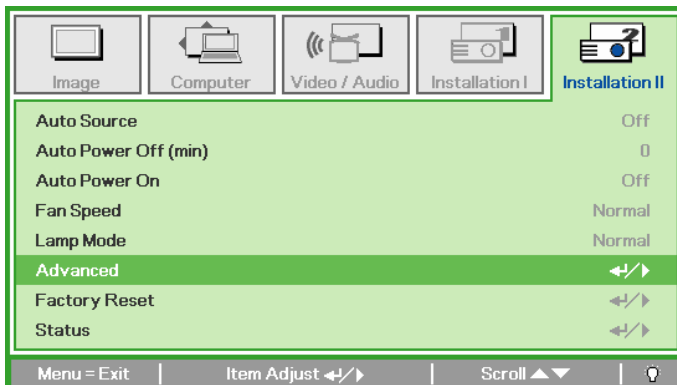 Image Computer Video / Audio Installation I Installation II
Auto Source Off
Auto Power Off (min) 0
Auto Power On Off
Fan Speed Normal
Lamp Mode Normal
Advanced
Factory Reset
Status
Menu = Exit Item Adjust Scroll